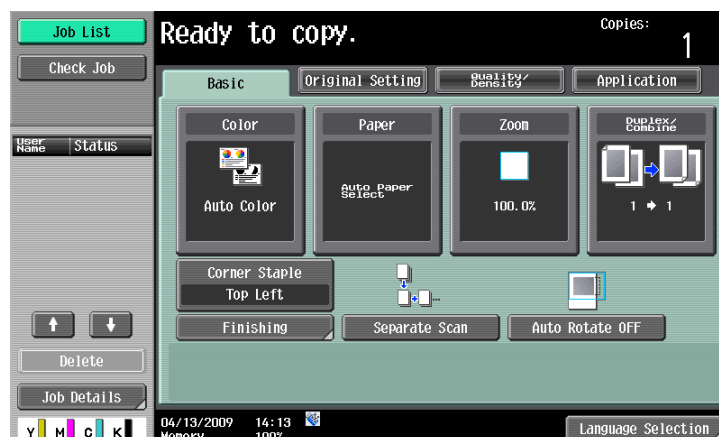 Job List
Ready to copy.
Copies:
1
Check Job
Basic
Original Setting
Quality/
Density
Application
User
Name
Status
Color
Paper
Zoom
Duplex/
Combine
Auto Color
Auto Paper
Select
100.0%
1 → 1
Corner Staple
Top Left
Finishing
Separate Scan
Auto Rotate OFF
Delete
Job Details
Y M C K
04/13/2009 14:13
Memory 100%
Language Selection